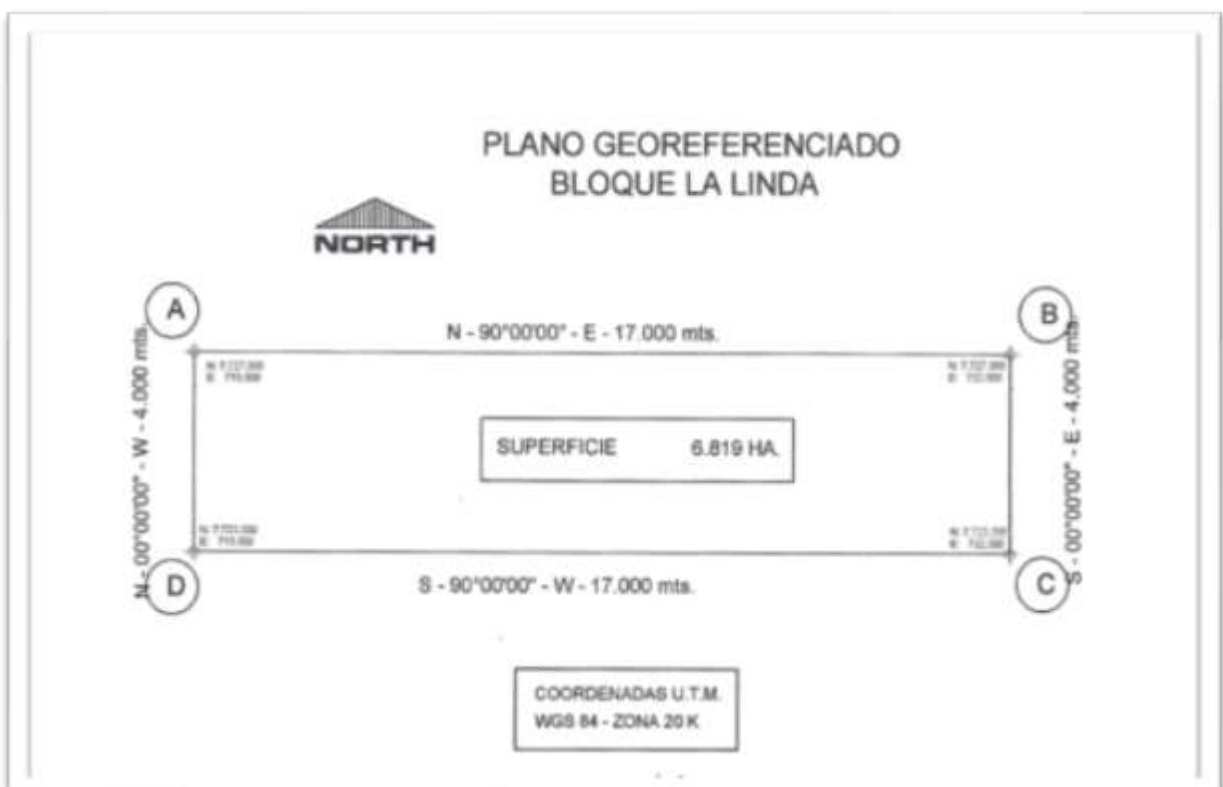 PLANO GEOREFERENCIADO
BLOQUE LA LINDA
NORTH
A
B
N - 90°00'00" - E - 17.000 mts.
N - 00°00'00" - W - 4.000 mts.
S - 00°00'00" - E - 4.000 mts.
SUPERFICIE 6.819 HA.
D
C
S - 90°00'00" - W - 17.000 mts.
COORDENADAS U.T.M.
WGS 84 - ZONA 20 K